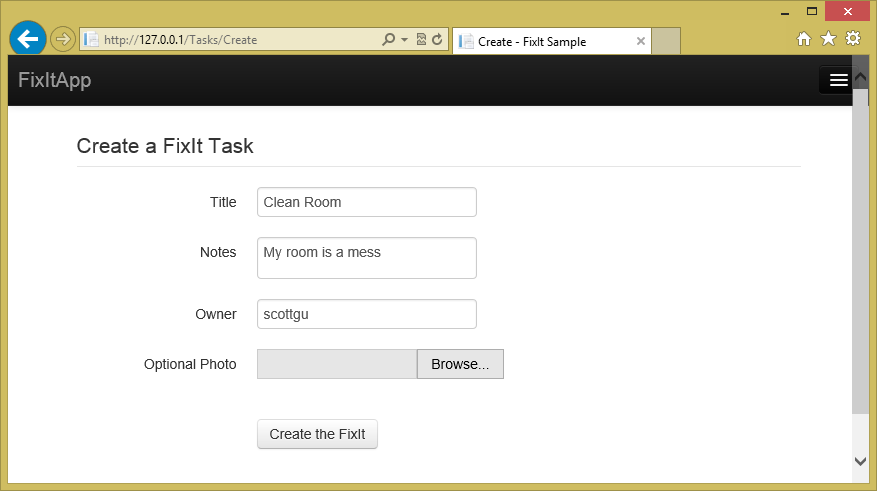 http://127.0.0.1/Tasks/Create
Create - FixIt Sample
FixItApp
Create a FixIt Task
Title
Clean Room
Notes
My room is a mess
Owner
scottgu
Optional Photo
Browse...
Create the FixIt